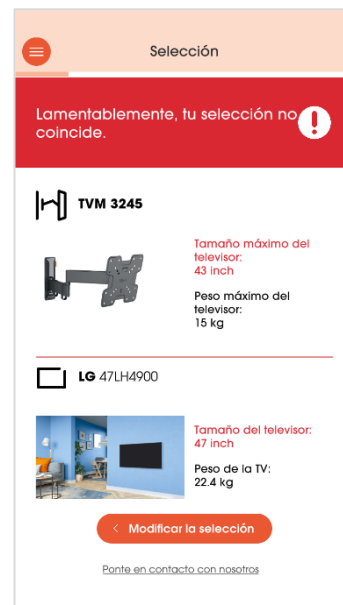 Selección
Lamentablemente, tu selección no
coincide.
TVM 3245
Tamaño máximo del
televisor:
43 inch
Peso máximo del
televisor:
15 kg
LG 47LH4900
Tamaño del televisor:
47 inch
Peso de la TV:
22.4 kg
< Modificar la selección
Ponte en contacto con nosotros